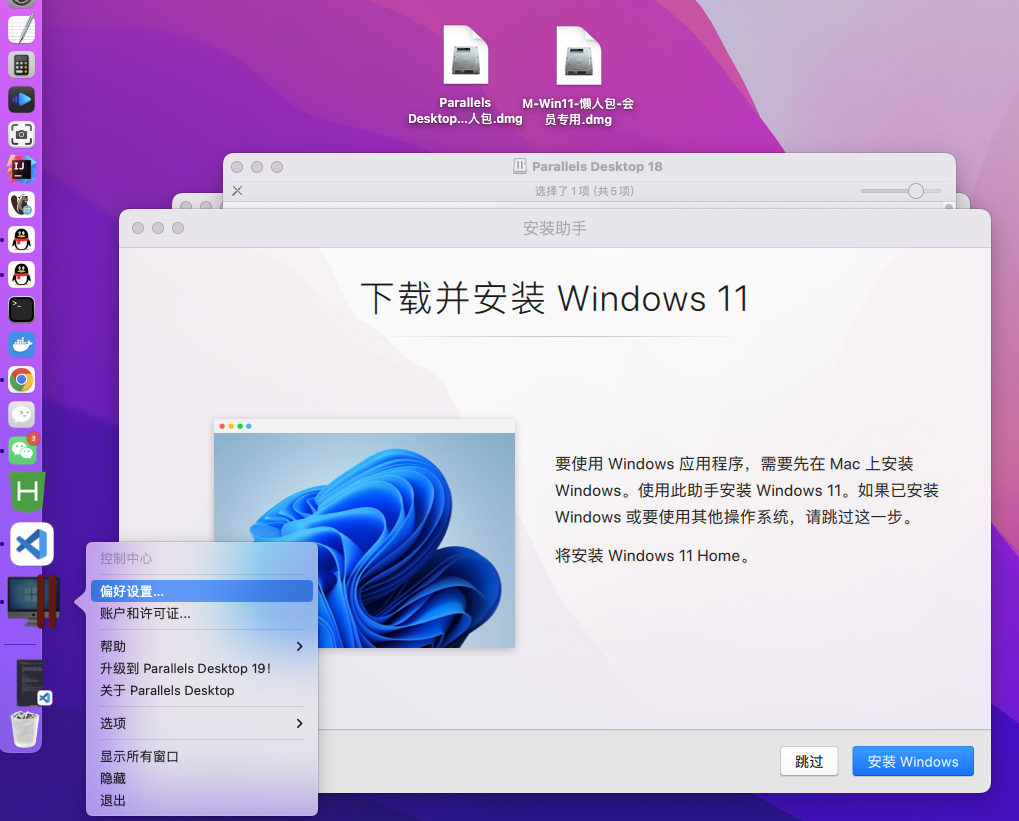 Parallels
Desktop...人包.dmg
M-Win11-懒人包-会
员专用.dmg
Parallels Desktop 18
选择了 1 项 (共 5 项)
安装助手
下载并安装 Windows 11
要使用 Windows 应用程序，需要先在 Mac 上安装
Windows。使用此助手安装 Windows 11。如果已安装
Windows 或要使用其他操作系统，请跳过这一步。
将安装 Windows 11 Home。
3
IJ
H
控制中心
偏好设置...
账户和许可证...
帮助
升级到 Parallels Desktop 19!
关于 Parallels Desktop
选项
显示所有窗口
隐藏
退出
跳过
安装 Windows